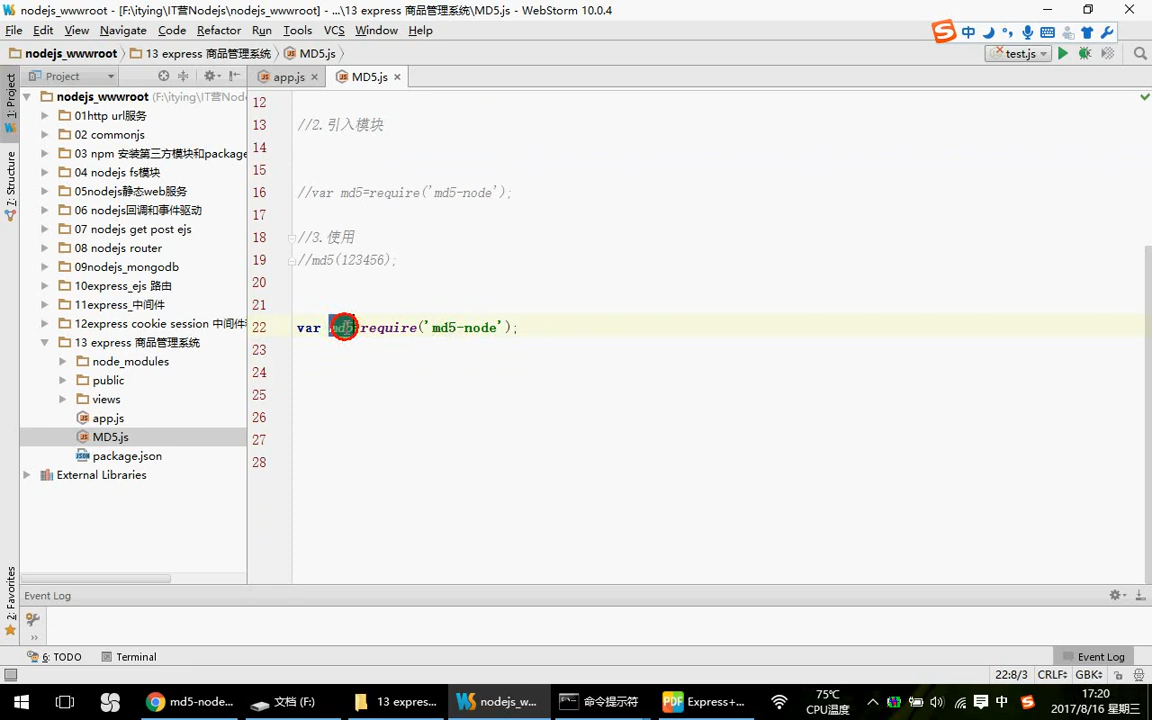 nodejs_wwwroot - [F:\itying\IT营Nodejs\nodejs_wwwroot] - ...\13 express 商品管理系统\MD5.js - WebStorm 10.0.4
File Edit View Navigate Code Refactor Run Tools VCS Window Help
中
nodejs_wwwroot 13 express 商品管理系统 MD5.js
test.js
Project
app.js
MD5.js
1: Project
7: Structure
2: Favorites
nodejs_wwwroot (F:\itying\IT营Nod
01http url服务
02 commonjs
03 npm 安装第三方模块和package
04 nodejs fs模块
05nodejs静态web服务
06 nodejs回调和事件驱动
07 nodejs get post ejs
08 nodejs router
09nodejs_mongodb
10express_ejs 路由
11express_中间件
12express cookie session 中间件
13 express 商品管理系统
node_modules
public
views
app.js
MD5.js
package.json
External Libraries
12
13 //2.引入模块
14
15
16 //var md5=require('md5-node');
17
18 //3.使用
19 //md5(123456);
20
21
22 var md5=require('md5-node');
23
24
25
26
27
28
Event Log
»
6: TODO Terminal Event Log
22:8/3 CRLF GBK
md5-node... 文档 (F:) 13 expres... nodejs_w... 命令提示符 Express+...
75℃
CPU温度
中
17:20
2017/8/16 星期三